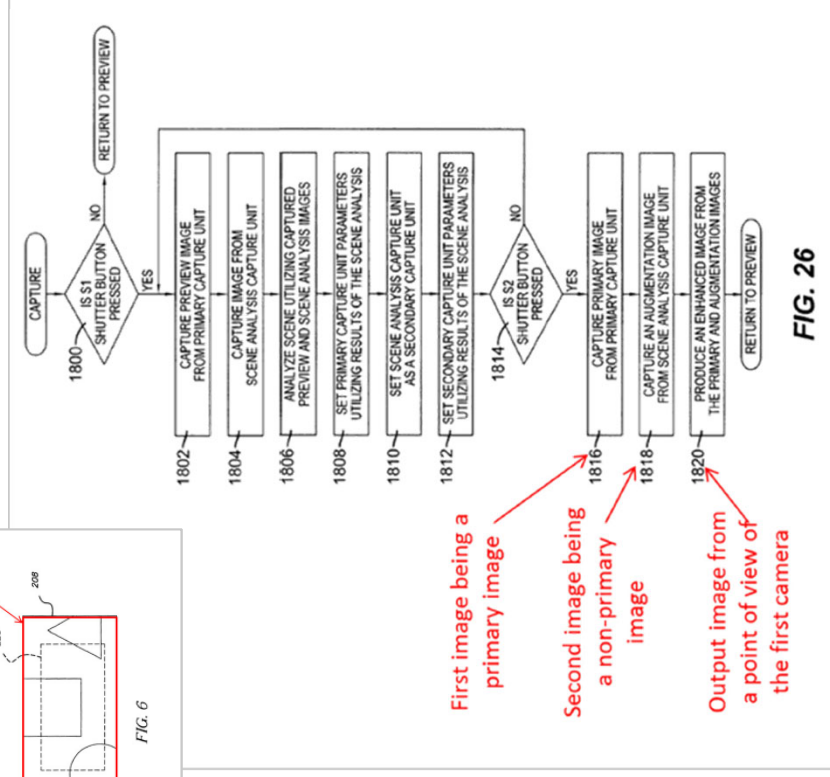 CAPTURE
1800
IS S1
SHUTTER BUTTON
PRESSED
NO
RETURN TO PREVIEW
YES
1802
CAPTURE PREVIEW IMAGE
FROM PRIMARY CAPTURE UNIT
1804
CAPTURE IMAGE FROM
SCENE ANALYSIS CAPTURE UNIT
1806
ANALYZE SCENE UTILIZING CAPTURED
PREVIEW AND SCENE ANALYSIS IMAGES
1808
SET PRIMARY CAPTURE UNIT PARAMETERS
UTILIZING RESULTS OF THE SCENE ANALYSIS
1810
SET SCENE ANALYSIS CAPTURE UNIT
AS A SECONDARY CAPTURE UNIT
1812
SET SECONDARY CAPTURE UNIT PARAMETERS
UTILIZING RESULTS OF THE SCENE ANALYSIS
1814
IS S2
SHUTTER BUTTON
PRESSED
NO
YES
First image being a
primary image
1816
CAPTURE PRIMARY IMAGE
FROM PRIMARY CAPTURE UNIT
Second image being
a non-primary
image
1818
CAPTURE AN AUGMENTATION IMAGE
FROM SCENE ANALYSIS CAPTURE UNIT
Output image from
a point of view of
the first camera
1820
PRODUCE AN ENHANCED IMAGE FROM
THE PRIMARY AND AUGMENTATION IMAGES
RETURN TO PREVIEW
FIG. 26
208
FIG. 6